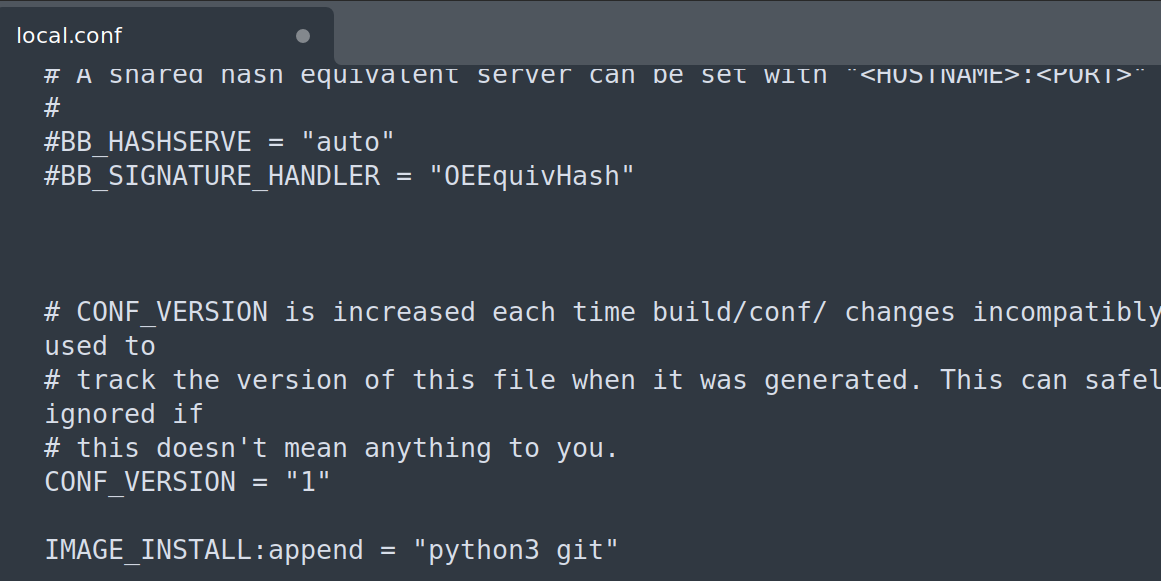 local.conf
# A shared hash equivalent server can be set with "<HOSTNAME>:<PORT>"
#
#BB_HASHSERVE = "auto"
#BB_SIGNATURE_HANDLER = "OEEquivHash"
# CONF_VERSION is increased each time build/conf/ changes incompatibly
used to
# track the version of this file when it was generated. This can safel
ignored if
# this doesn't mean anything to you.
CONF_VERSION = "1"
IMAGE_INSTALL:append = "python3 git"